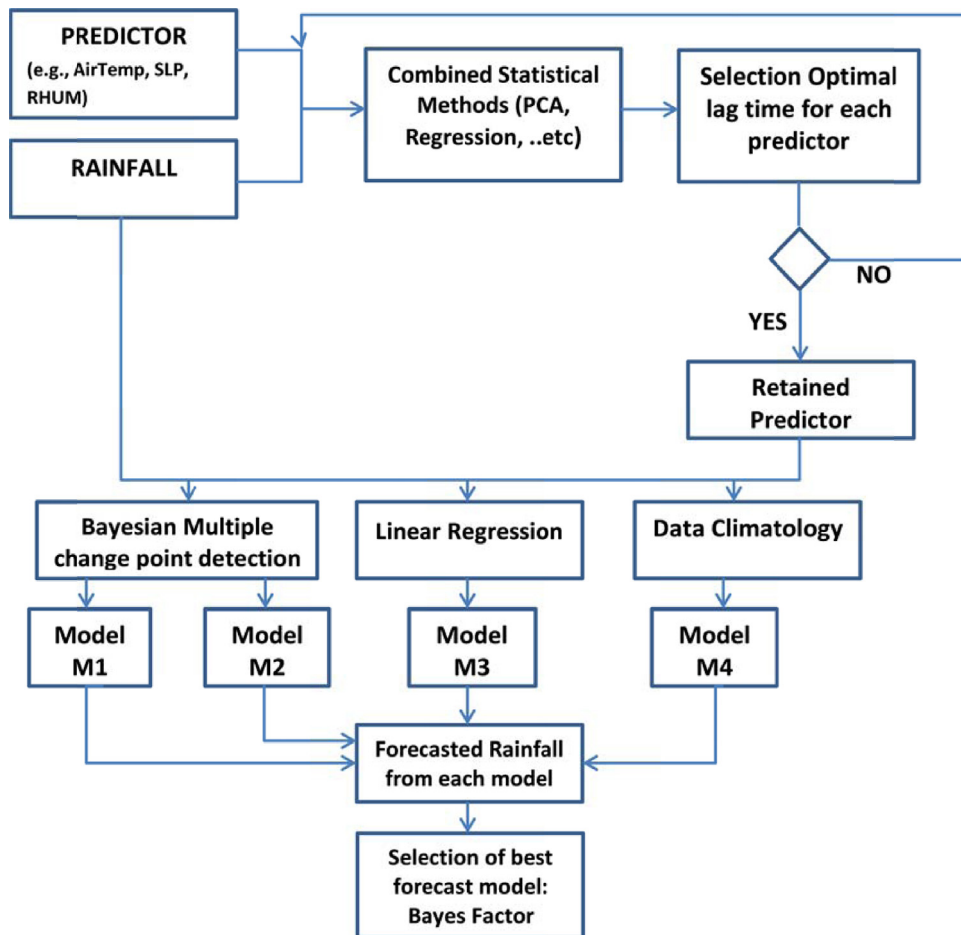 PREDICTOR
(e.g., AirTemp, SLP,
RHUM)
Combined Statistical
Methods (PCA,
Regression, ..etc)
Selection Optimal
lag time for each
predictor
RAINFALL
NO
YES
Retained
Predictor
Bayesian Multiple
change point detection
Linear Regression
Data Climatology
Model
M1
Model
M2
Model
M3
Model
M4
Forecasted Rainfall
from each model
Selection of best
forecast model:
Bayes Factor